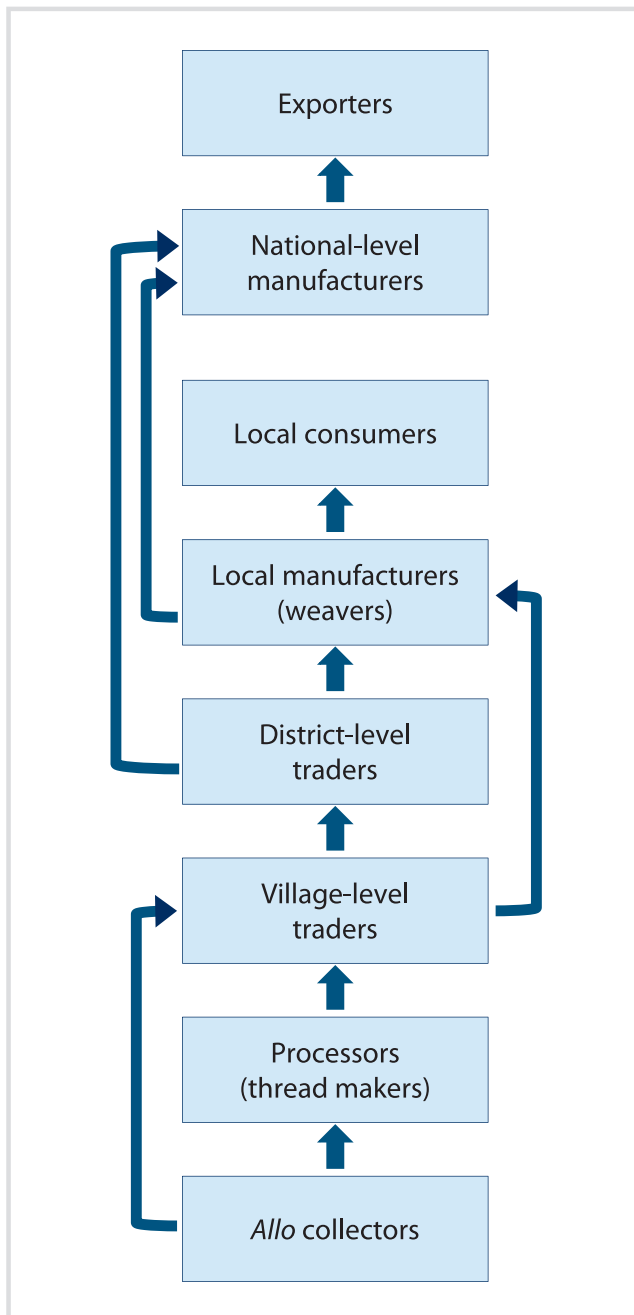 Exporters
National-level
manufacturers
Local consumers
Local manufacturers
(weavers)
District-level
traders
Village-level
traders
Processors
(thread makers)
Allo collectors